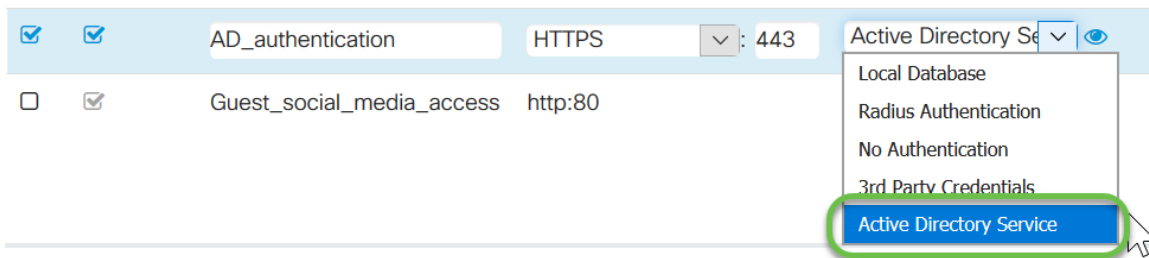 AD_authentication HTTPS : 443 Active Directory Se
Local Database
Radius Authentication
Guest_social_media_access http:80
No Authentication
3rd Party Credentials
Active Directory Service